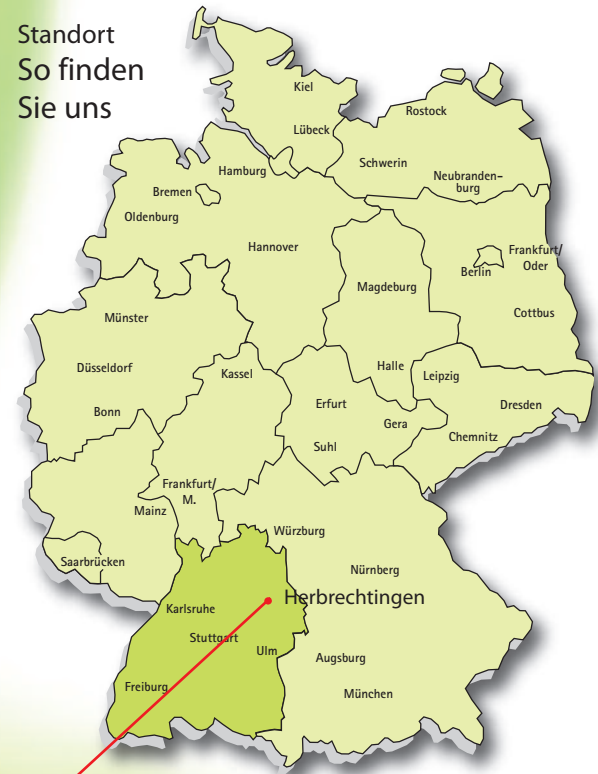 Standort
So finden
Sie uns
Kiel
Rostock
Lübeck
Schwerin
Hamburg
Neubranden-
burg
Bremen
Oldenburg
Hannover
Frankfurt/
Oder
Berlin
Magdeburg
Cottbus
Münster
Düsseldorf
Kassel
Halle
Leipzig
Bonn
Erfurt
Dresden
Gera
Chemnitz
Suhl
Frankfurt/
M.
Mainz
Würzburg
Saarbrücken
Nürnberg
Herbrechtingen
Karlsruhe
Stuttgart
Ulm
Augsburg
Freiburg
München